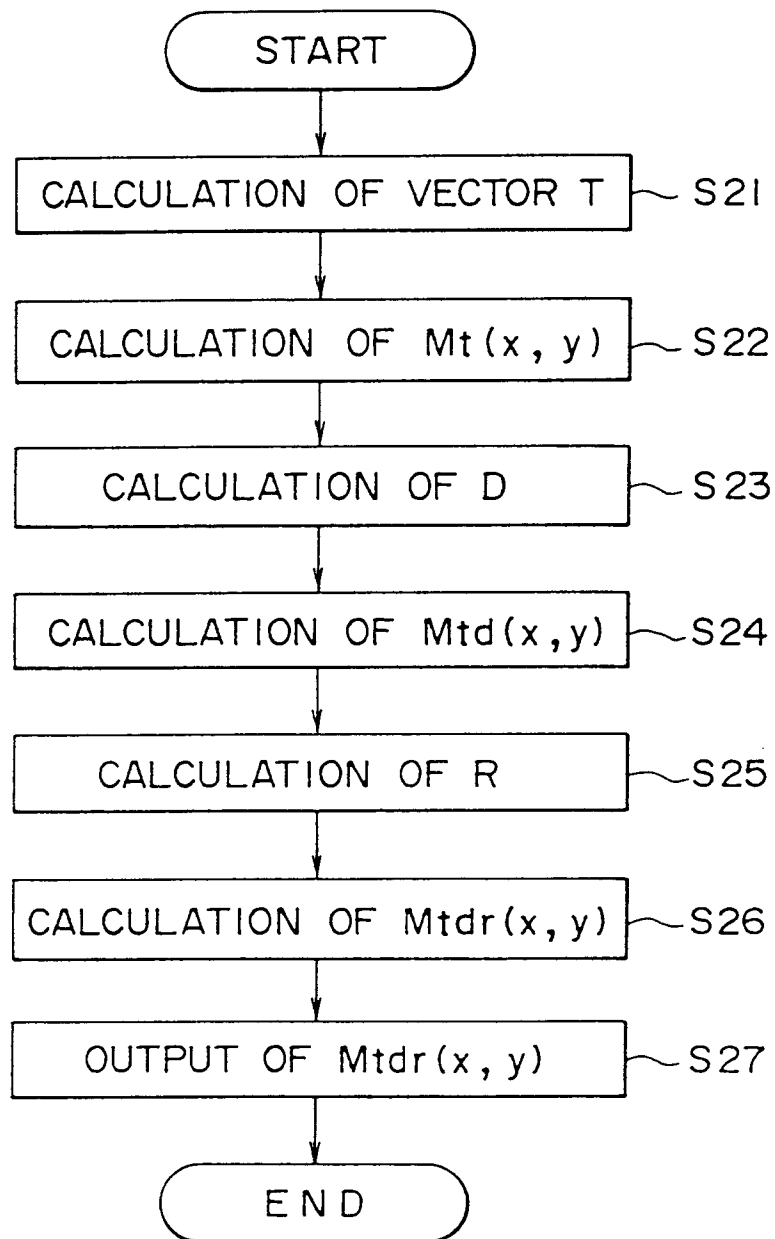 START
CALCULATION OF VECTOR T S21
CALCULATION OF Mt(x, y) S22
CALCULATION OF D S23
CALCULATION OF Mtd(x,y) S24
CALCULATION OF R S25
CALCULATION OF Mtdr(x, y) S26
OUTPUT OF Mtdr(x, y) S27
END